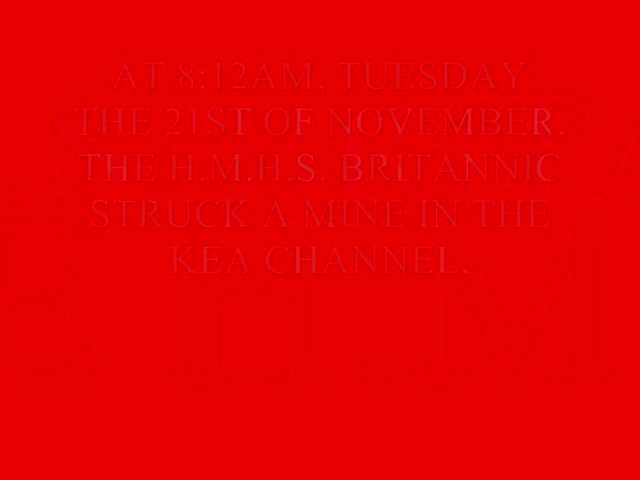 AT 8:12AM, TUESDAY
THE 21ST OF NOVEMBER,
THE H.M.H.S. BRITANNIC
STRUCK A MINE IN THE
KEA CHANNEL.